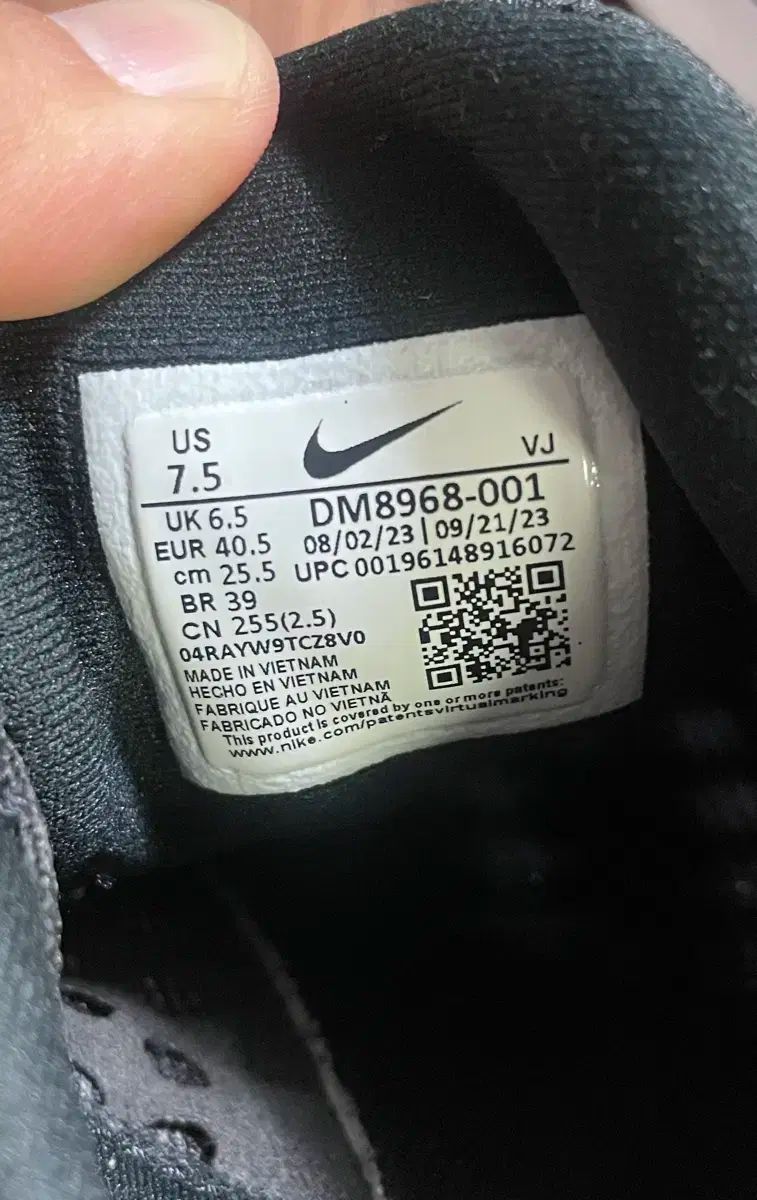 US
7.5
VJ
UK 6.5
EUR 40.5
cm 25.5
BR 39
CN 255(2.5)
DM8968-001
08/02/23 | 09/21/23
UPC 00196148916072
04RAYW9TCZ8V0
MADE IN VIETNAM
HECHO EN VIETNAM
FABRIQUE AU VIETNAM
FABRICADO NO VIETNÃ
This product is covered by one or more patents:
www.nike.com/patentsvirtualmarking